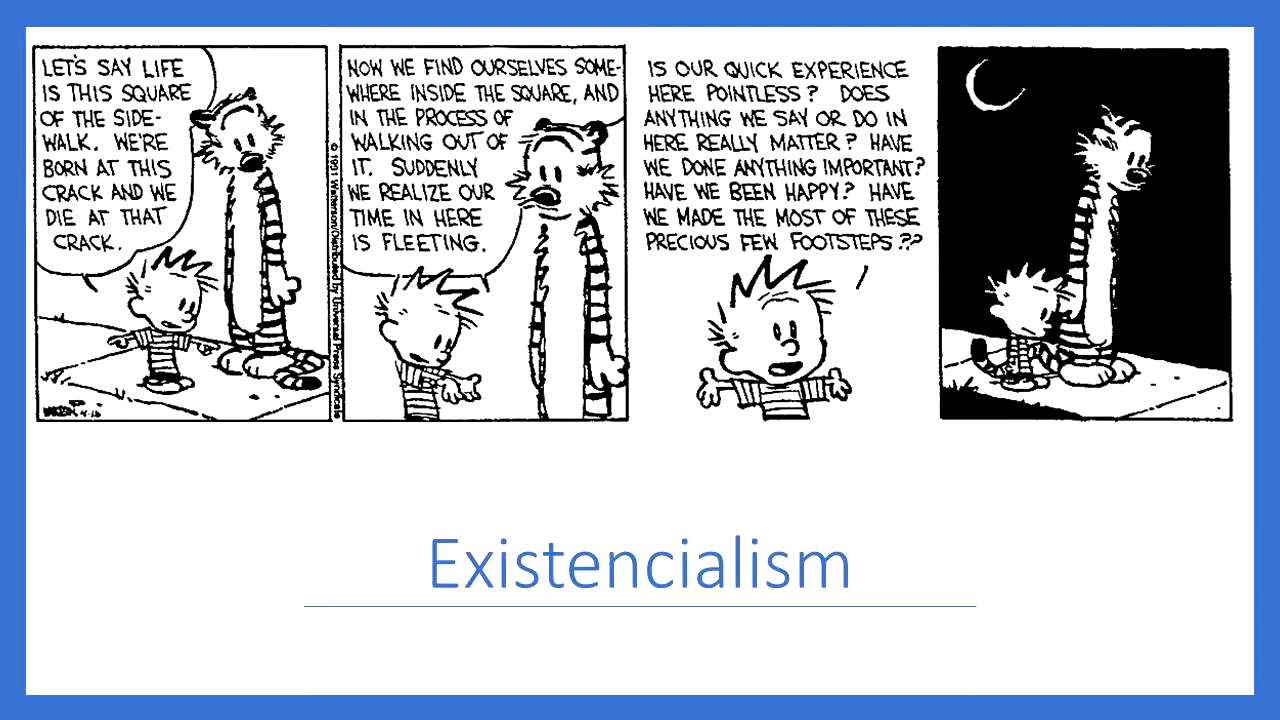 LET'S SAY LIFE
IS THIS SQUARE
OF THE SIDE-
WALK. WE'RE
BORN AT THIS
CRACK AND WE
DIE AT THAT
CRACK.
NOW WE FIND OURSELVES SOME-
WHERE INSIDE THE SQUARE, AND
IN THE PROCESS OF
WALKING OUT OF
IT. SUDDENLY
WE REALIZE OUR
TIME IN HERE
IS FLEETING.
IS OUR QUICK EXPERIENCE
HERE POINTLESS? DOES
ANYTHING WE SAY OR DO IN
HERE REALLY MATTER? HAVE
WE DONE ANYTHING IMPORTANT?
HAVE WE BEEN HAPPY? HAVE
WE MADE THE MOST OF THESE
PRECIOUS FEW FOOTSTEPS??
© 1991 Watterson/Distributed by Universal Press Syndicate
Existencialism